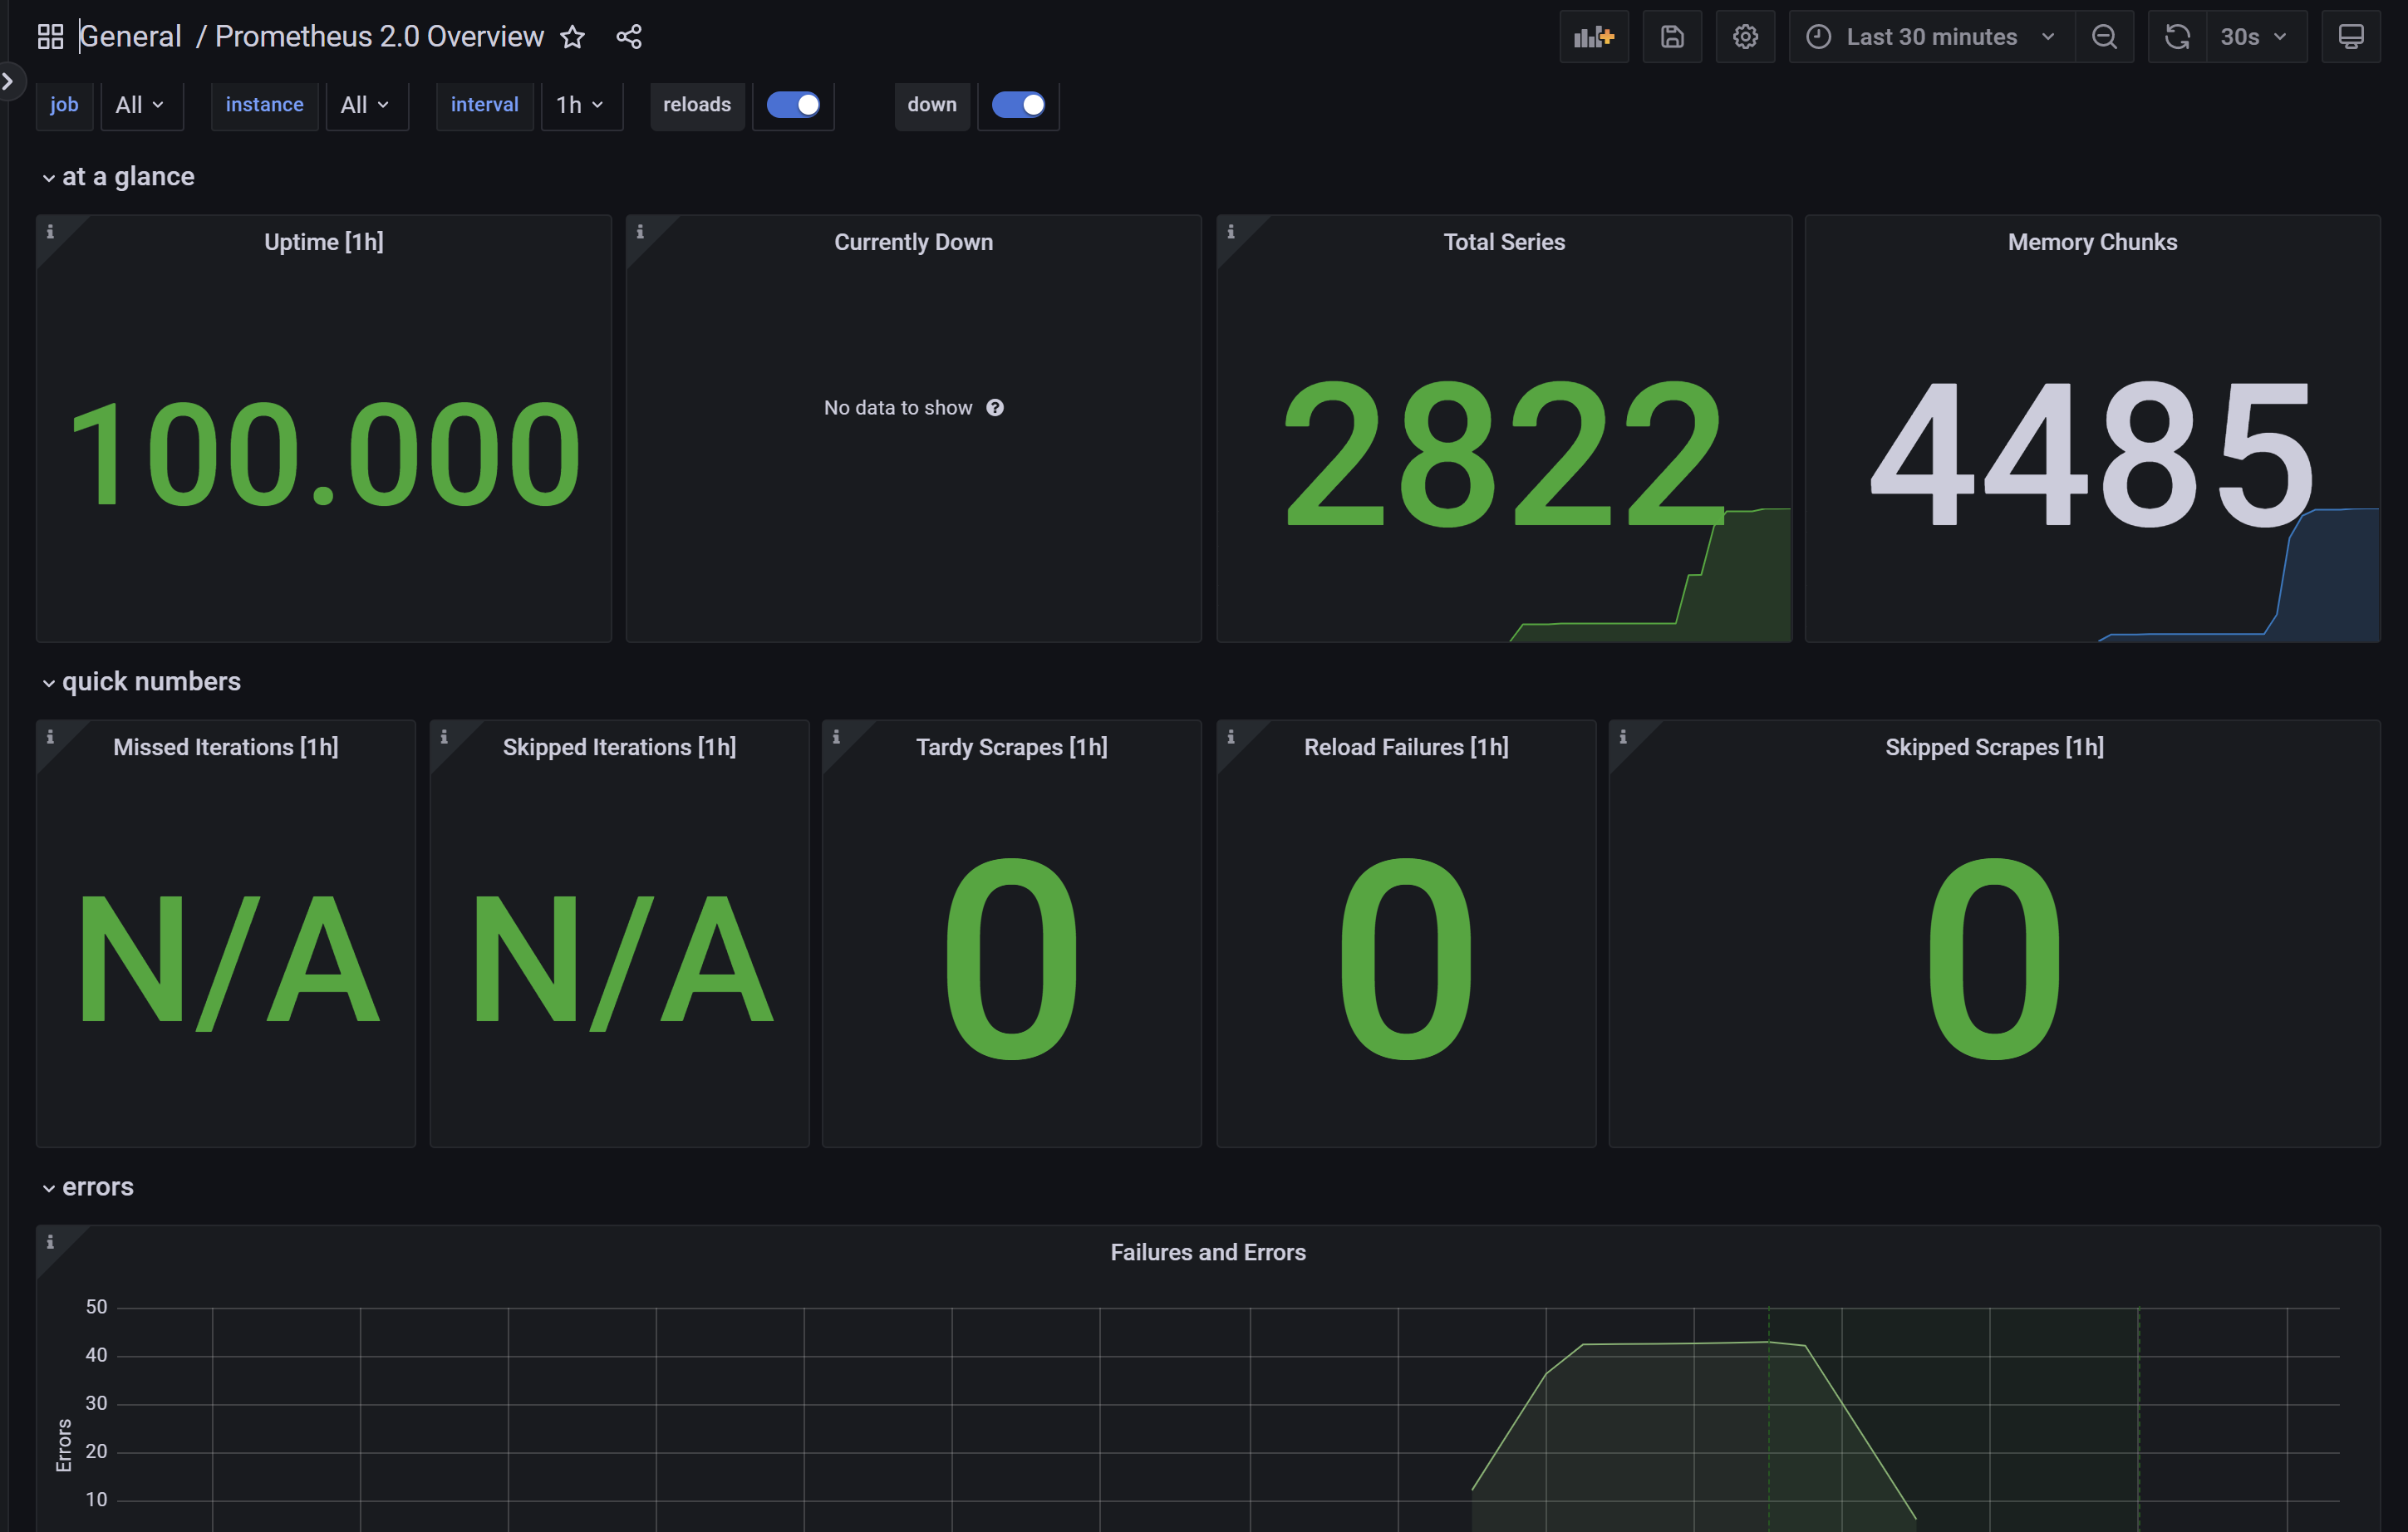 General / Prometheus 2.0 Overview Last 30 minutes 30s
job All instance All interval 1h reloads down
at a glance
Uptime [1h] Currently Down Total Series Memory Chunks
100.000 No data to show 2822 4485
quick numbers
Missed Iterations [1h] Skipped Iterations [1h] Tardy Scrapes [1h] Reload Failures [1h] Skipped Scrapes [1h]
N/A N/A 0 0 0
errors
Failures and Errors
50
40
30
20
10
Errors